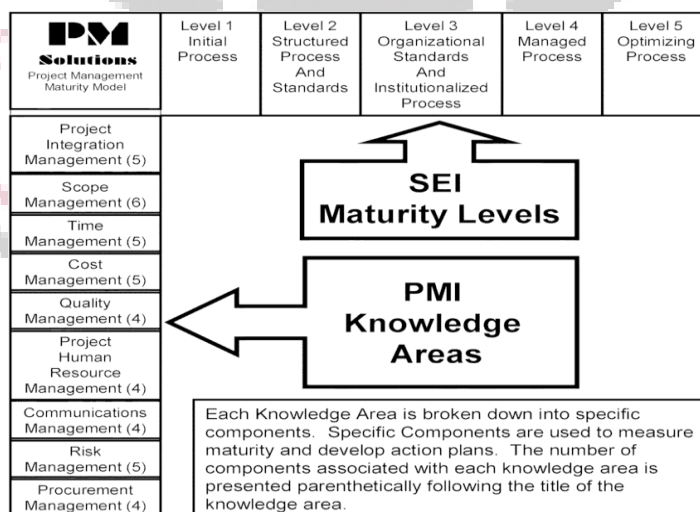 PM
Solutions
Project Management
Maturity Model
Level 1
Initial
Process
Level 2
Structured
Process
And
Standards
Level 3
Organizational
Standards
And
Institutionalized
Process
Level 4
Managed
Process
Level 5
Optimizing
Process
Project
Integration
Management (5)
Scope
Management (6)
Time
Management (5)
Cost
Management (5)
Quality
Management (4)
Project
Human
Resource
Management (4)
Communications
Management (4)
Risk
Management (5)
Procurement
Management (4)
SEI
Maturity Levels
PMI
Knowledge
Areas
Each Knowledge Area is broken down into specific
components.  Specific Components are used to measure
maturity and develop action plans.  The number of
components associated with each knowledge area is
presented parenthetically following the title of the
knowledge area.